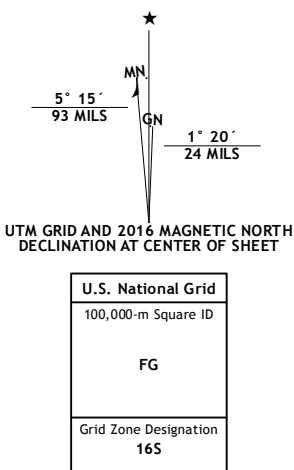 MN
GN
5° 15´
93 MILS
1° 20´
24 MILS
UTM GRID AND 2016 MAGNETIC NORTH
DECLINATION AT CENTER OF SHEET
U.S. National Grid
100,000-m Square ID
FG
Grid Zone Designation
16S